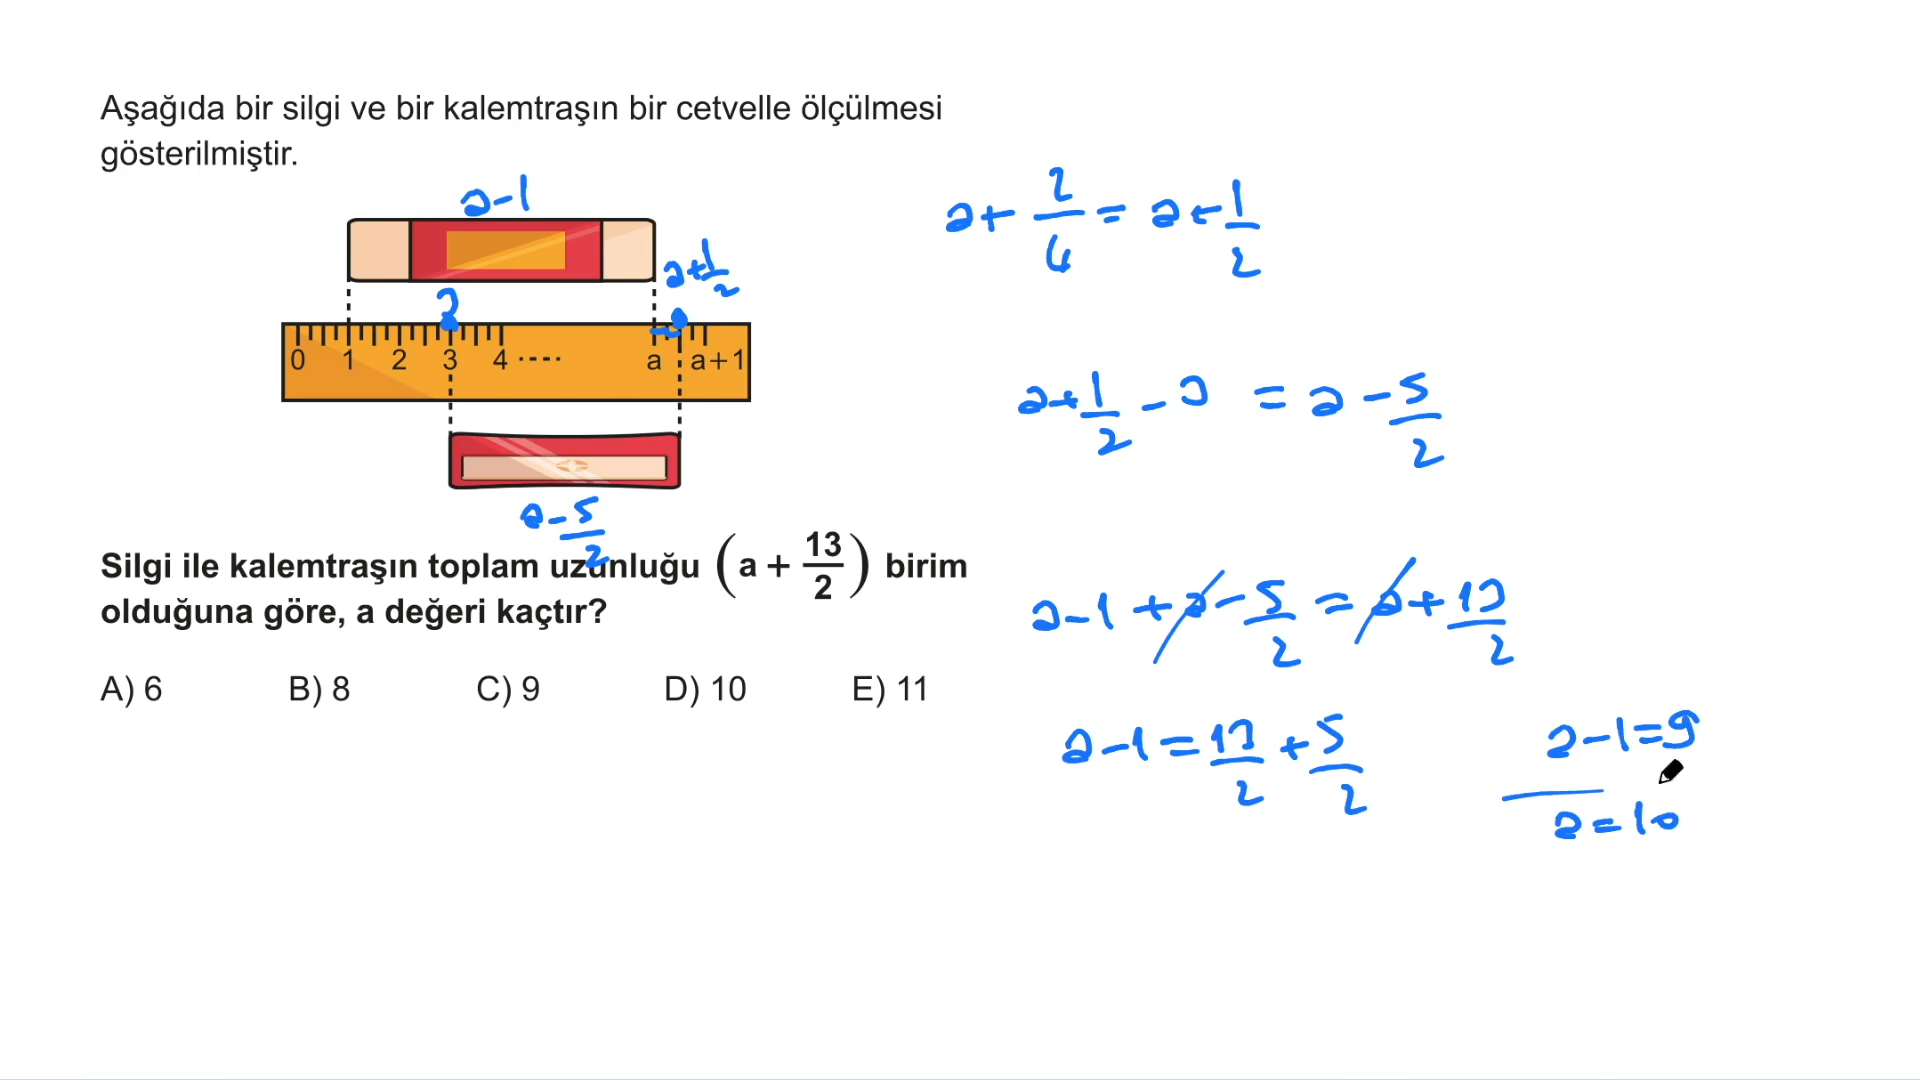 Aşağıda bir silgi ve bir kalemtraşın bir cetvelle ölçülmesi
gösterilmiştir.
a-1
a+1/2
3
0 1 2 3 4 ···· a a+1
a-5/2
Silgi ile kalemtraşın toplam uzunluğu (a + 13/2) birim
olduğuna göre, a değeri kaçtır?
A) 6 B) 8 C) 9 D) 10 E) 11
a+2/4=a+1/2
a+1/2-3=a-5/2
a-1+a-5/2=a+13/2
a-1=13/2+5/2
a-1=9
a=10